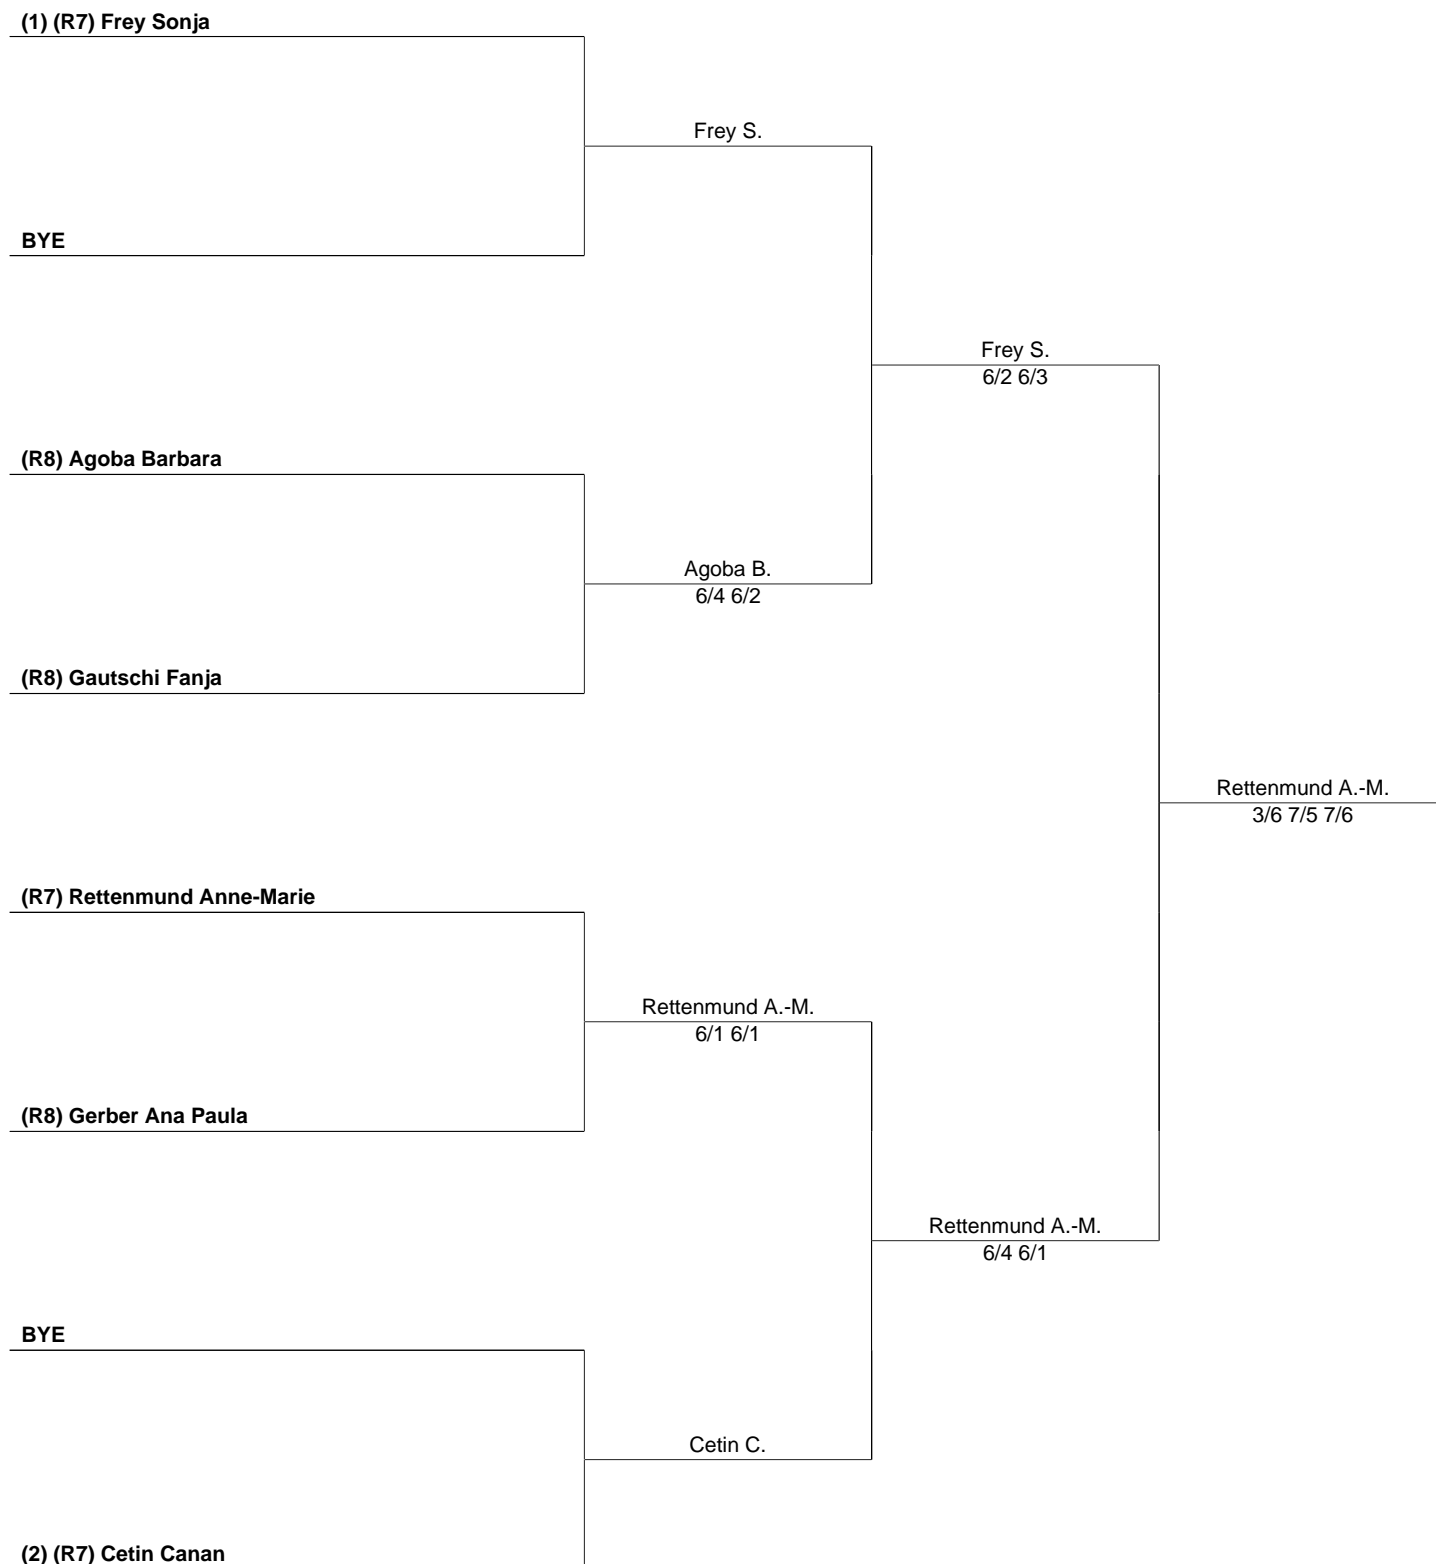 (1) (R7) Frey Sonja
Frey S.
BYE
Frey S.
6/2 6/3
(R8) Agoba Barbara
Agoba B.
6/4 6/2
(R8) Gautschi Fanja
Rettenmund A.-M.
3/6 7/5 7/6
(R7) Rettenmund Anne-Marie
Rettenmund A.-M.
6/1 6/1
(R8) Gerber Ana Paula
Rettenmund A.-M.
6/4 6/1
BYE
Cetin C.
(2) (R7) Cetin Canan